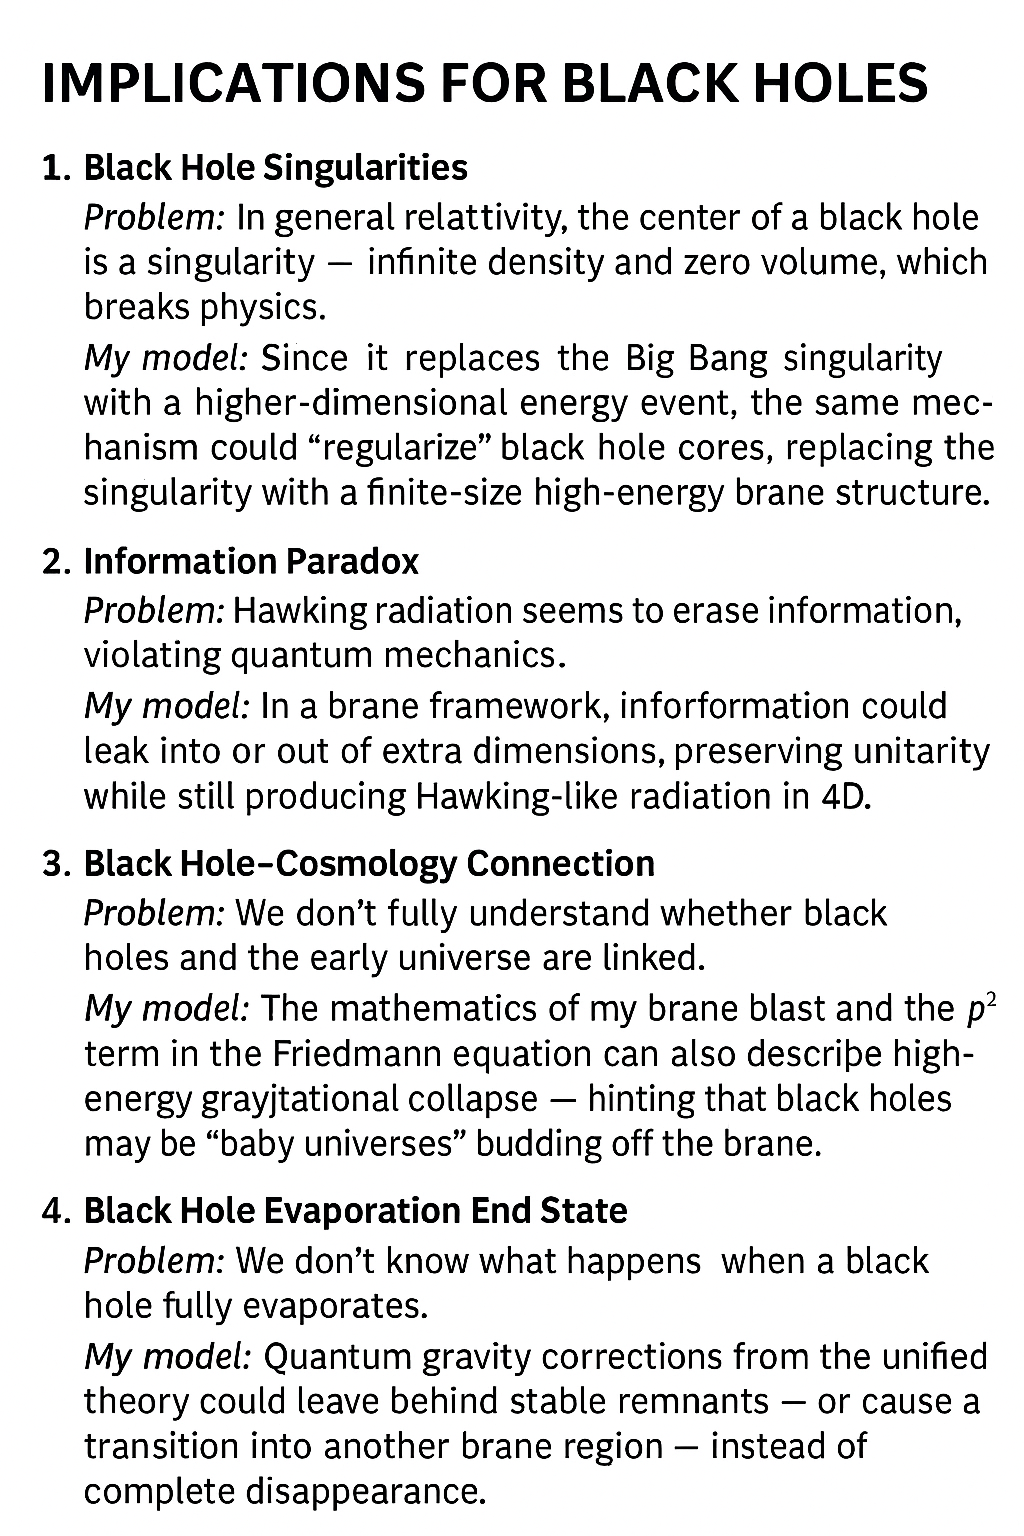 IMPLICATIONS FOR BLACK HOLES
1. Black Hole Singularities
Problem: In general relattivity, the center of a black hole
is a singularity — infinite density and zero volume, which
breaks physics.
My model: Since it replaces the Big Bang singularity
with a higher-dimensional energy event, the same mec-
hanism could “regularize” black hole cores, replacing the
singularity with a finite-size high-energy brane structure.
2. Information Paradox
Problem: Hawking radiation seems to erase information,
violating quantum mechanics.
My model: In a brane framework, inforformation could
leak into or out of extra dimensions, preserving unitarity
while still producing Hawking-like radiation in 4D.
3. Black Hole–Cosmology Connection
Problem: We don’t fully understand whether black
holes and the early universe are linked.
My model: The mathematics of my brane blast and the p²
term in the Friedmann equation can also descriþe high-
energy grayjtational collapse — hinting that black holes
may be “baby universes” budding off the brane.
4. Black Hole Evaporation End State
Problem: We don’t know what happens when a black
hole fully evaporates.
My model: Quantum gravity corrections from the unified
theory could leave behind stable remnants — or cause a
transition into another brane region — instead of
complete disappearance.